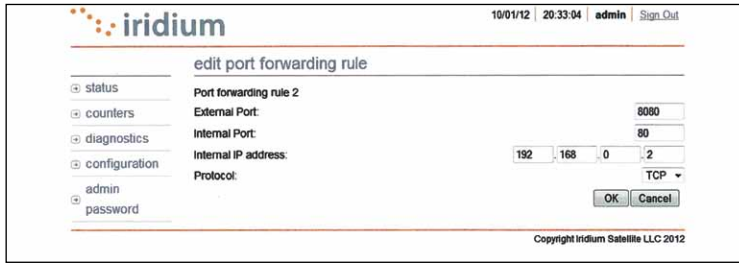 iridium
10/01/12 20:33:04 admin Sign Out
edit port forwarding rule
status
counters
diagnostics
configuration
admin
password
Port forwarding rule 2
External Port: 8080
Internal Port: 80
Internal IP address: 192 . 168 . 0 . 2
Protocol: TCP
OK Cancel
Copyright Iridium Satellite LLC 2012